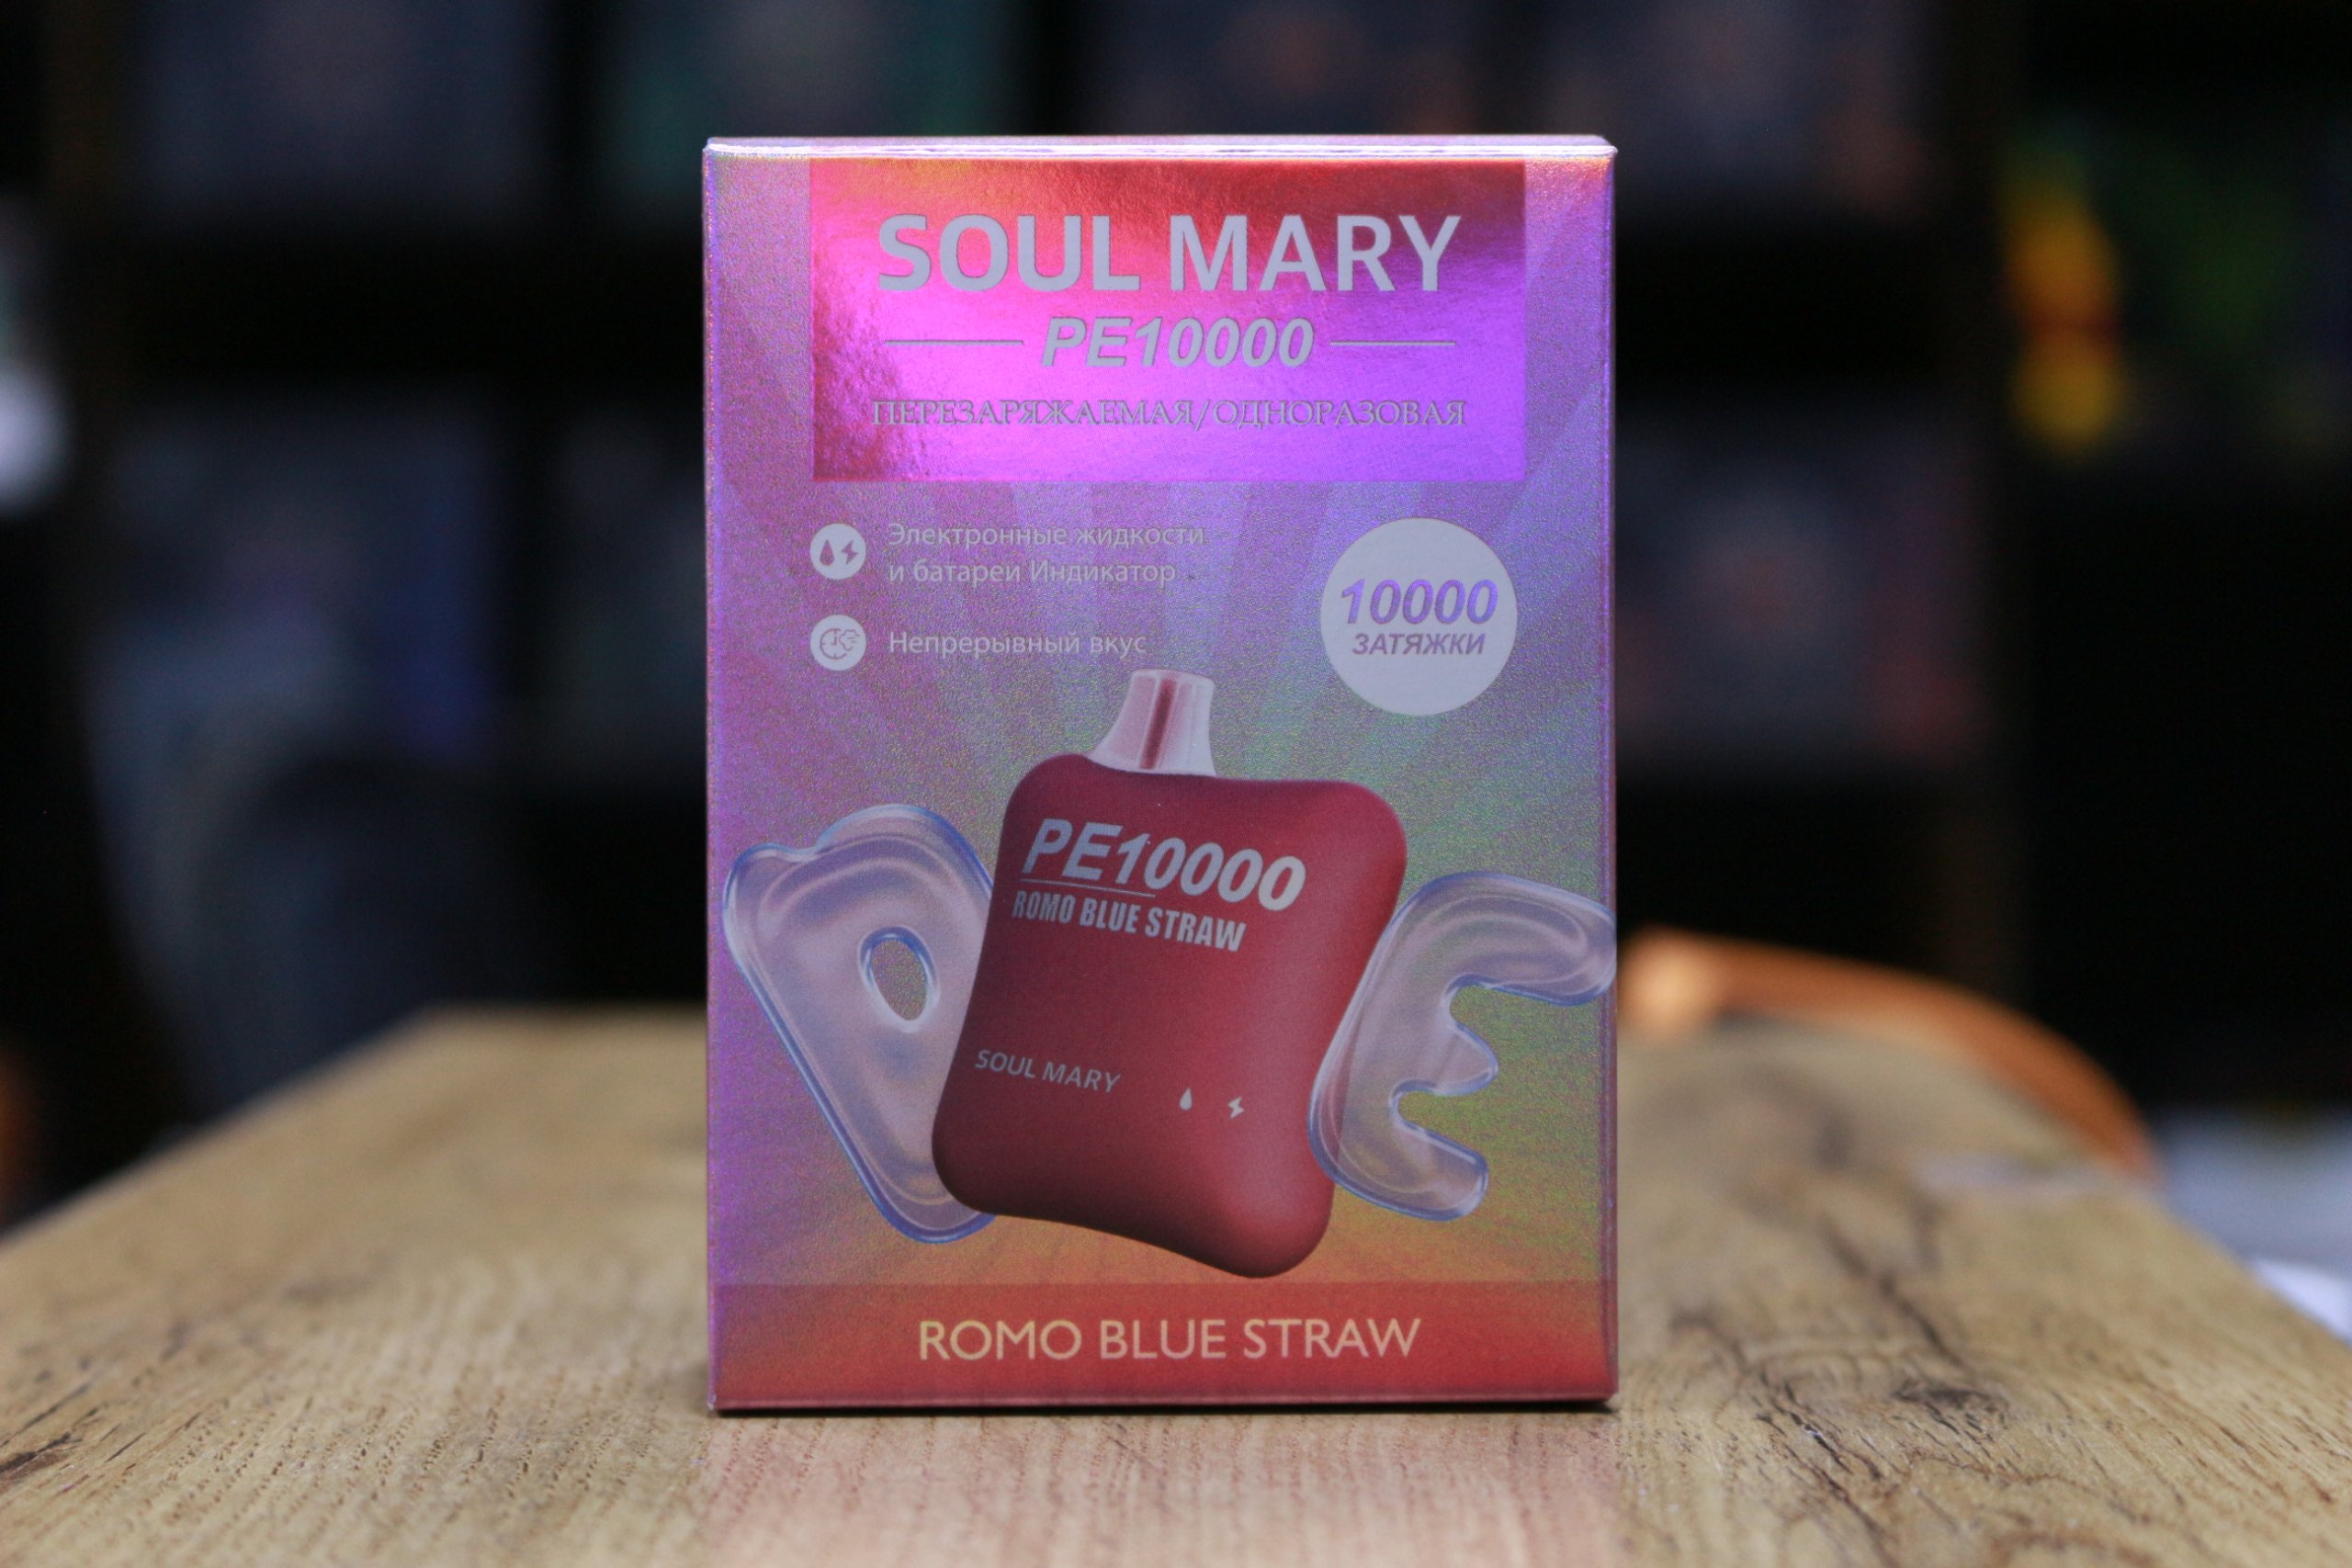 SOUL MARY
PE10000
ПЕРЕЗАРЯЖАЕМАЯ/ОДНОРАЗОВАЯ
Электронные жидкости
и батареи Индикатор
Непрерывный вкус
10000
ЗАТЯЖКИ
PE10000
ROMO BLUE STRAW
SOUL MARY
ROMO BLUE STRAW